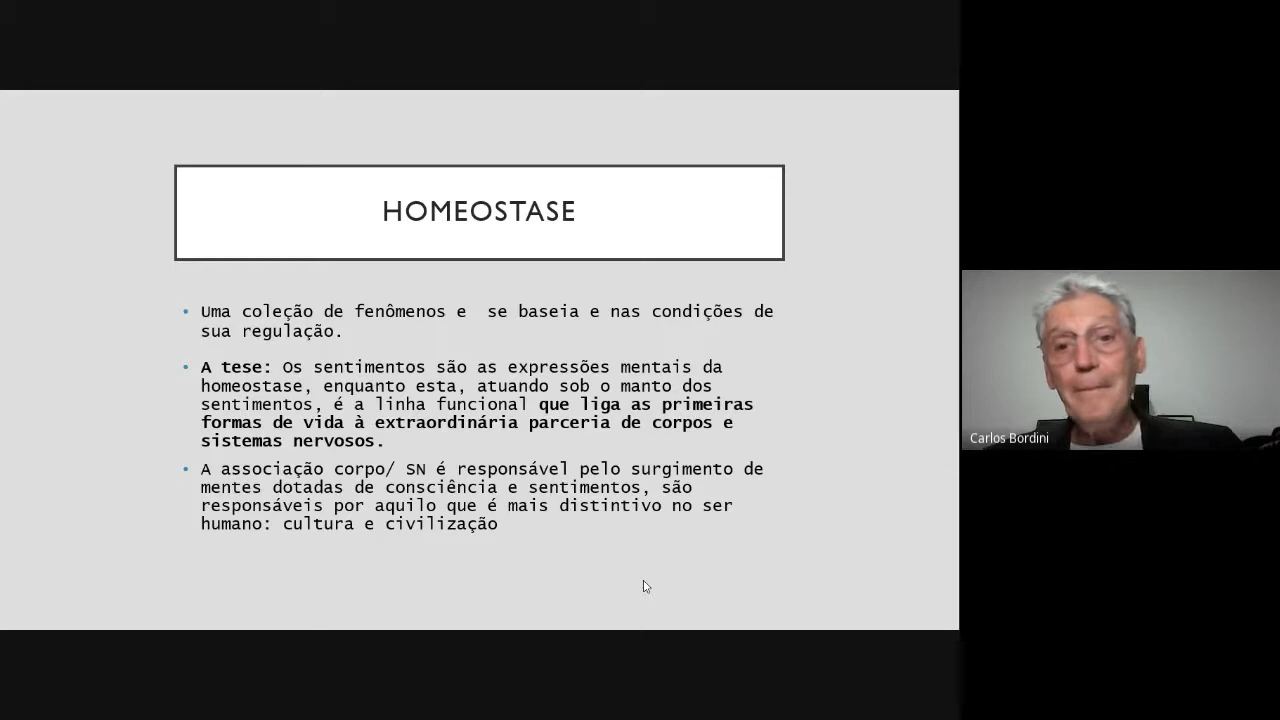 HOMEOSTASE
• Uma coleção de fenômenos e  se baseia e nas condições de
sua regulação.
• A tese: Os sentimentos são as expressões mentais da
homeostase, enquanto esta, atuando sob o manto dos
sentimentos, é a linha funcional que liga as primeiras
formas de vida à extraordinária parceria de corpos e
sistemas nervosos.
• A associação corpo/ SN é responsável pelo surgimento de
mentes dotadas de consciência e sentimentos, são
responsáveis por aquilo que é mais distintivo no ser
humano: cultura e civilização
Carlos Bordini